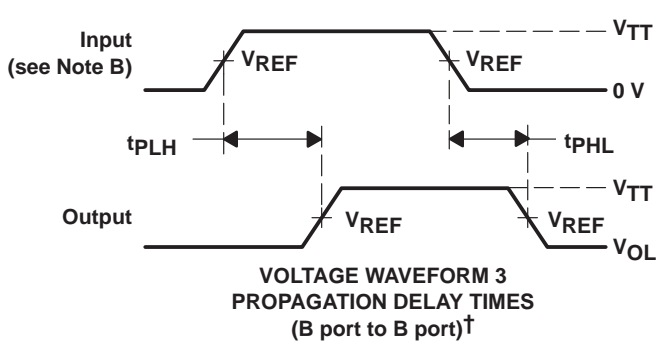 Input
(see Note B)
VREF
VREF
VTT
0 V
tPLH
tPHL
Output
VREF
VREF
VTT
VOL
VOLTAGE WAVEFORM 3
PROPAGATION DELAY TIMES
(B port to B port)†